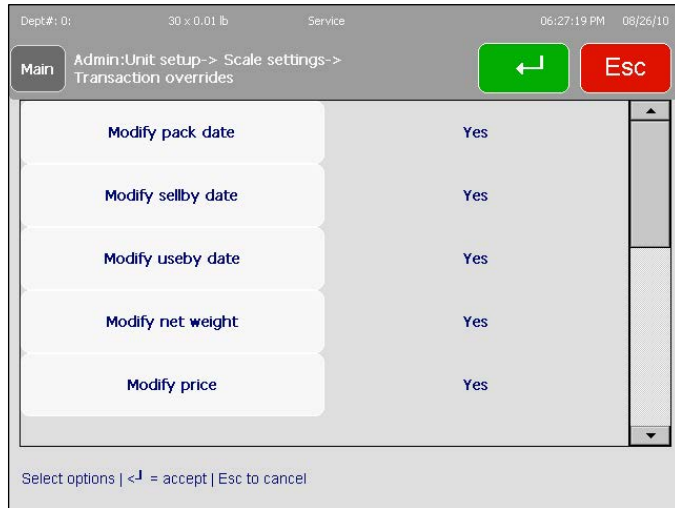 Dept#: 0: 30 x 0.01 lb Service 06:27:19 PM 08/26/10
Main Admin:Unit setup-> Scale settings-> Transaction overrides ↵ Esc
Modify pack date Yes
Modify sellby date Yes
Modify useby date Yes
Modify net weight Yes
Modify price Yes
Select options | <┘ = accept | Esc to cancel